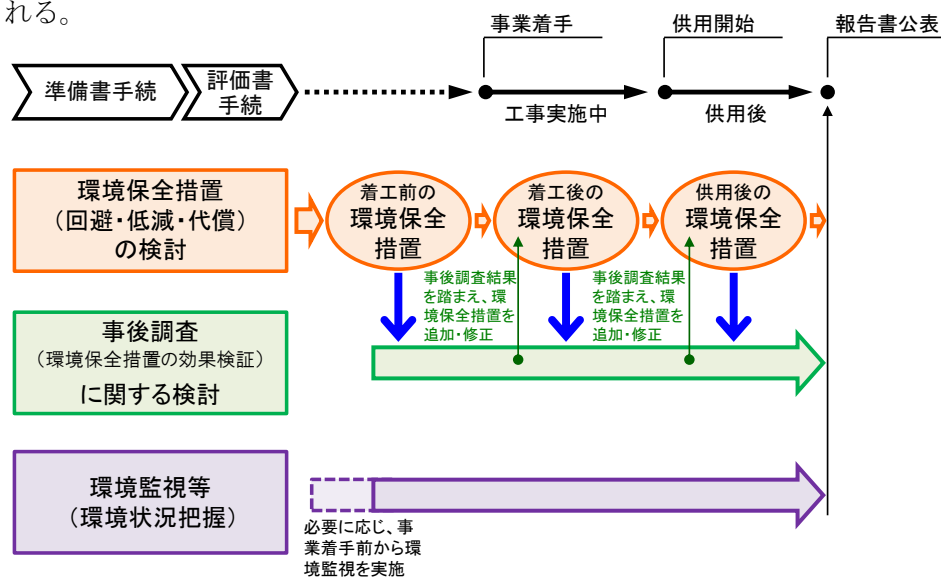 れる。
事業着手
供用開始
報告書公表
準備書手続
評価書
手続
工事実施中
供用後
環境保全措置
（回避・低減・代償）
の検討
着工前の
環境保全
措置
着工後の
環境保全
措置
供用後の
環境保全
措置
事後調査結果
を踏まえ、環
境保全措置を
追加・修正
事後調査結果
を踏まえ、環
境保全措置を
追加・修正
事後調査
（環境保全措置の効果検証）
に関する検討
環境監視等
（環境状況把握）
必要に応じ、事
業着手前から環
境監視を実施